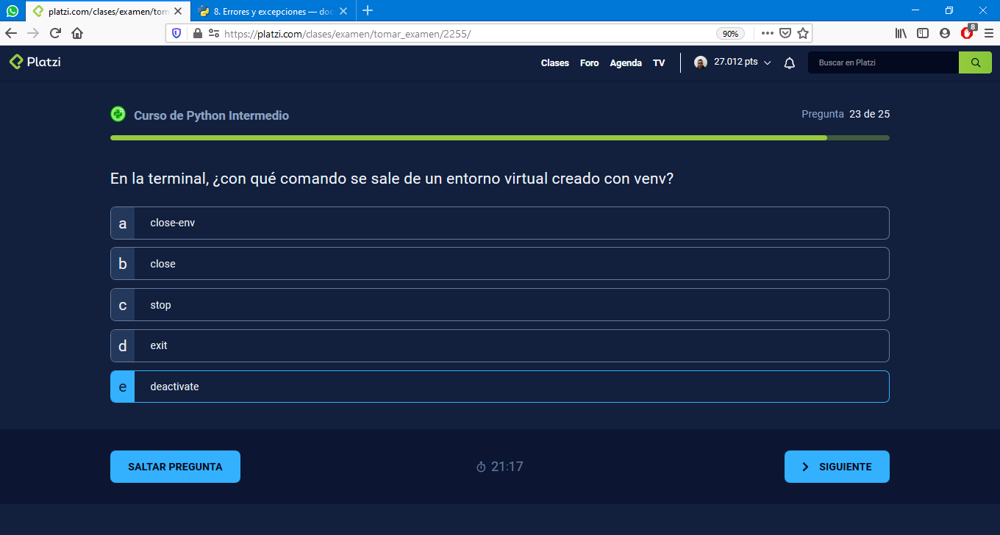 platzi.com/clases/examen/tom
8. Errores y excepciones — doc
https://platzi.com/clases/examen/tomar_examen/2255/
90%
8
Platzi
Clases
Foro
Agenda
TV
27.012 pts
Buscar en Platzi
Curso de Python Intermedio
Pregunta 23 de 25
En la terminal, ¿con qué comando se sale de un entorno virtual creado con venv?
a close-env
b close
c stop
d exit
e deactivate
SALTAR PREGUNTA
21:17
SIGUIENTE